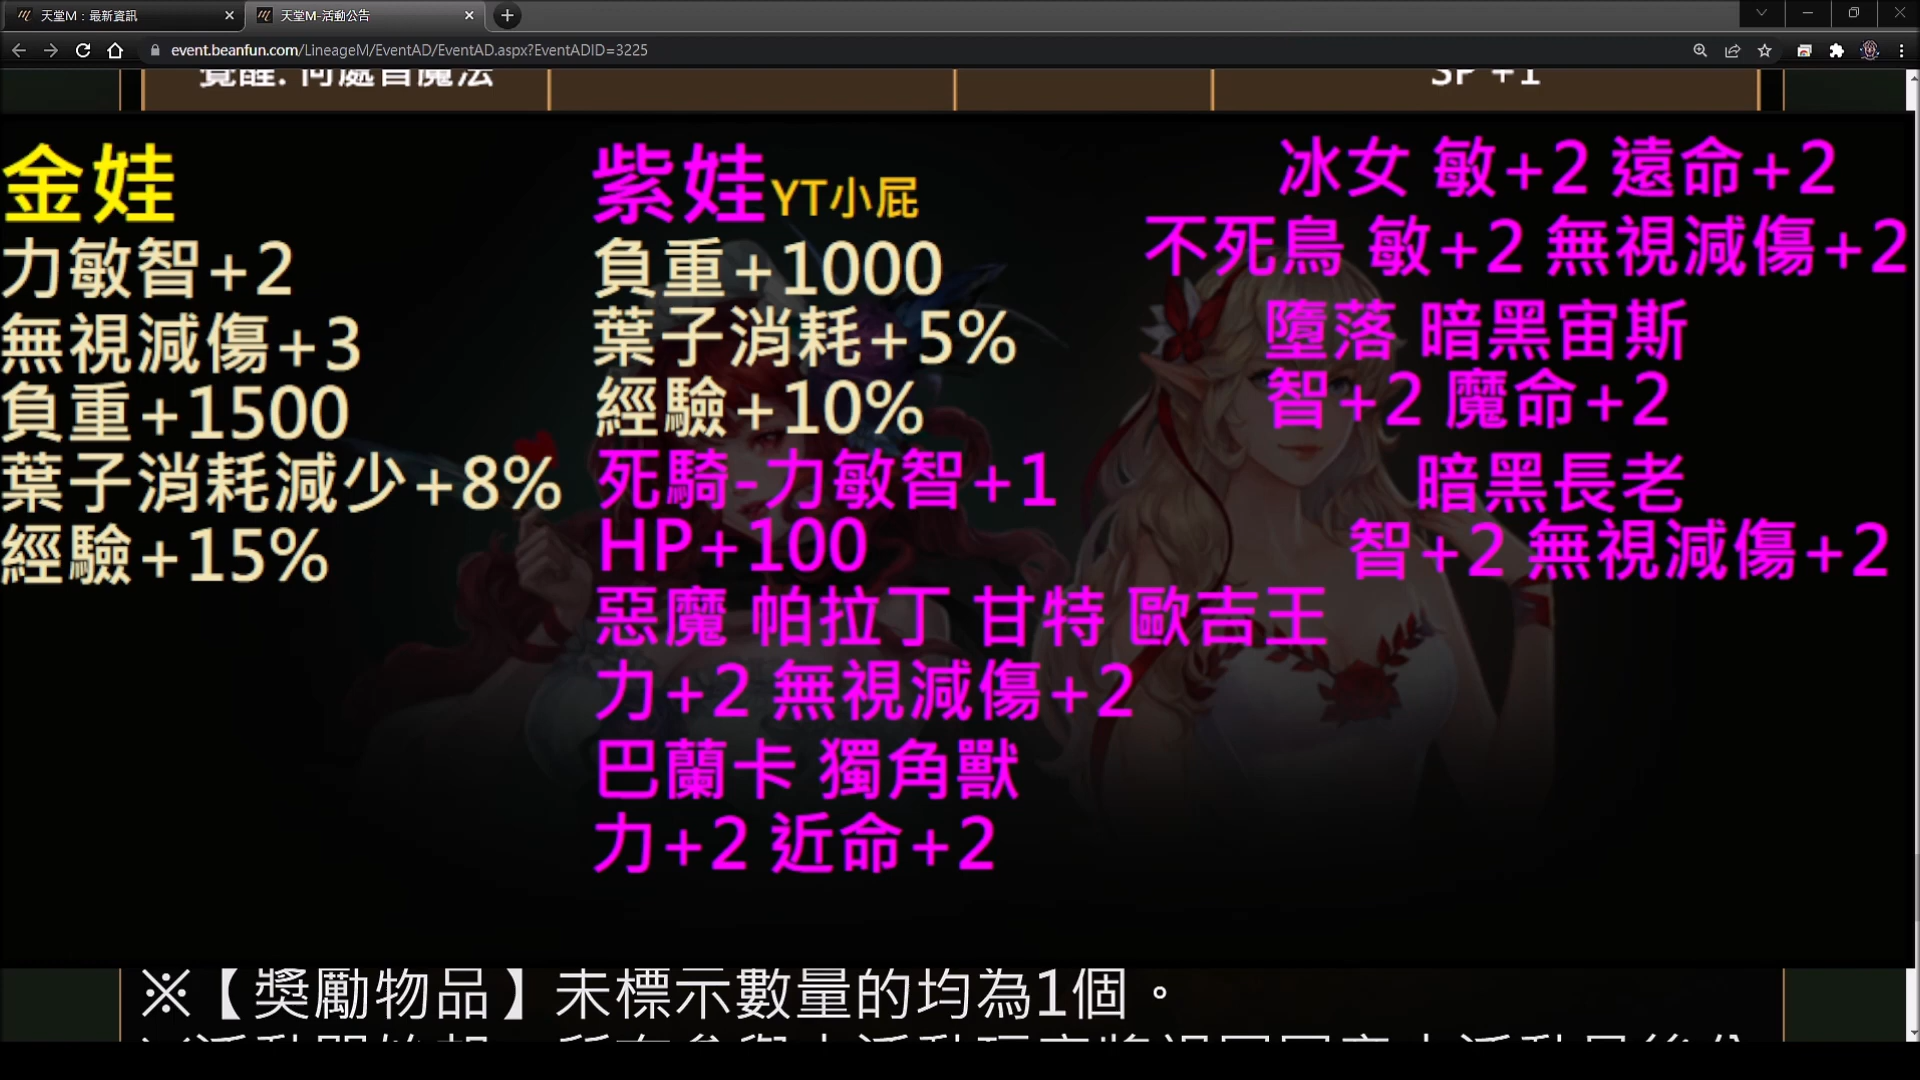 天堂M：最新資訊
天堂M-活動公告
event.beanfun.com/LineageM/EventAD/EventAD.aspx?EventADID=3225
SP +1
金娃
力敏智+2
無視減傷+3
負重+1500
葉子消耗減少+8%
經驗+15%
紫娃YT小屁
負重+1000
葉子消耗+5%
經驗+10%
死騎-力敏智+1
HP+100
惡魔 帕拉丁 甘特 歐吉王
力+2 無視減傷+2
巴蘭卡 獨角獸
力+2 近命+2
冰女 敏+2 遠命+2
不死鳥 敏+2 無視減傷+2
墮落 暗黑宙斯
智+2 魔命+2
暗黑長老
智+2 無視減傷+2
※【獎勵物品】未標示數量的均為1個。